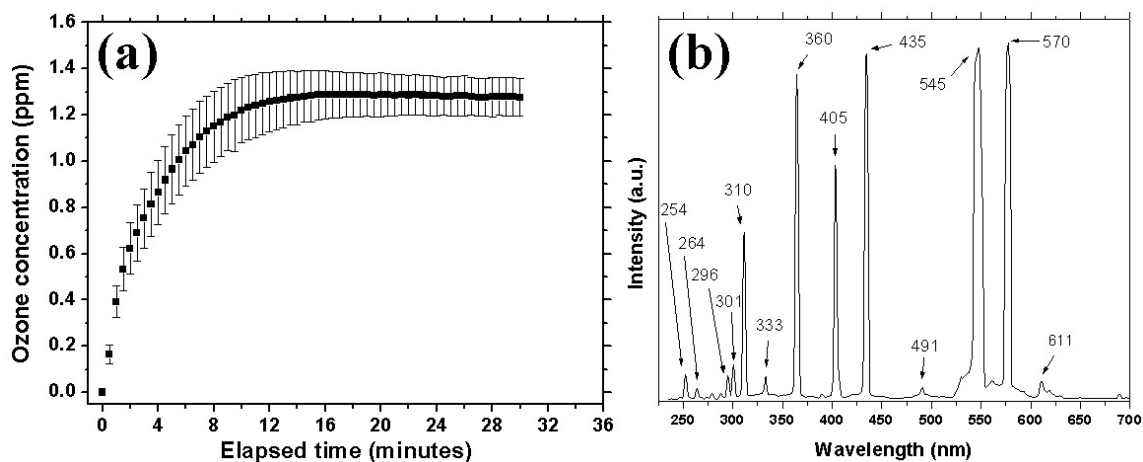 (a)
Ozone concentration (ppm)
1.6
1.4
1.2
1.0
0.8
0.6
0.4
0.2
0.0
0 4 8 12 16 20 24 28 32 36
Elapsed time (minutes)
(b)
Intensity (a.u.)
254
264
296
301
310
333
360
405
435
491
545
570
611
250 300 350 400 450 500 550 600 650 700
Wavelength (nm)